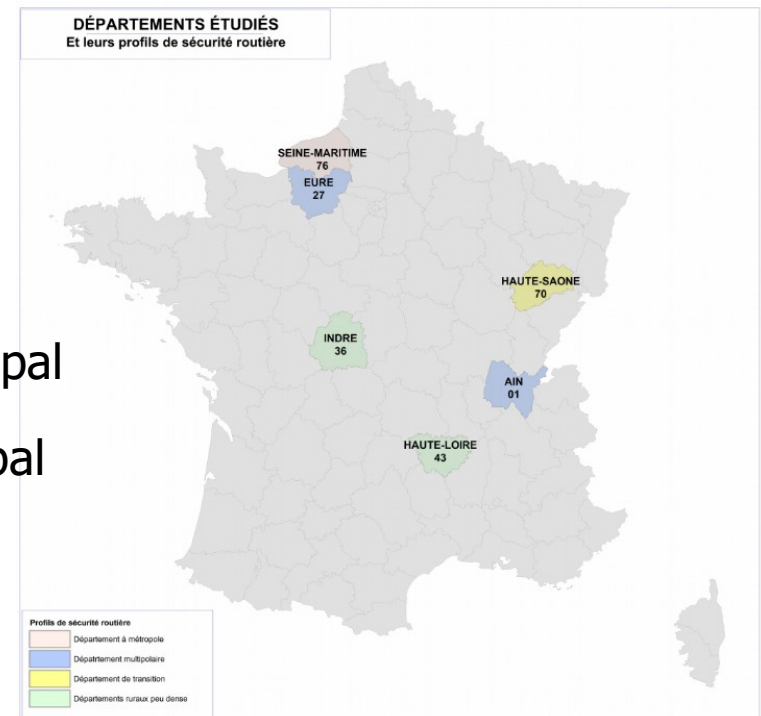 DÉPARTEMENTS ÉTUDIÉS
Et leurs profils de sécurité routière
SEINE-MARITIME
76
EURE
27
HAUTE-SAONE
70
INDRE
36
pal
AIN
01
pal
HAUTE-LOIRE
43
Profils de sécurité routière
Département à métropole
Départrtment multipolaire
Département de transition
Départements ruraux peu dense